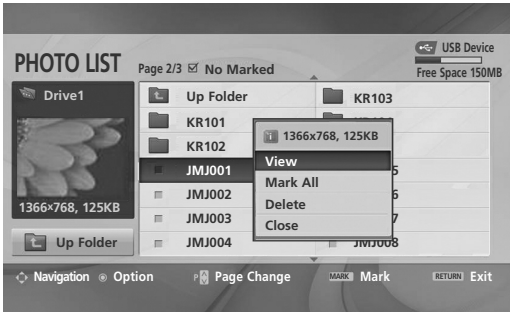 USB Device
PHOTO LIST
Page 2/3 No Marked
Free Space 150MB
Drive1
Up Folder
KR103
KR101
KR102
1366x768, 125KB
JMJ001
View
5
JMJ002
Mark All
6
1366×768, 125KB
JMJ003
Delete
7
Up Folder
JMJ004
Close
JMJ008
Navigation Option P Page Change MARK Mark RETURN Exit